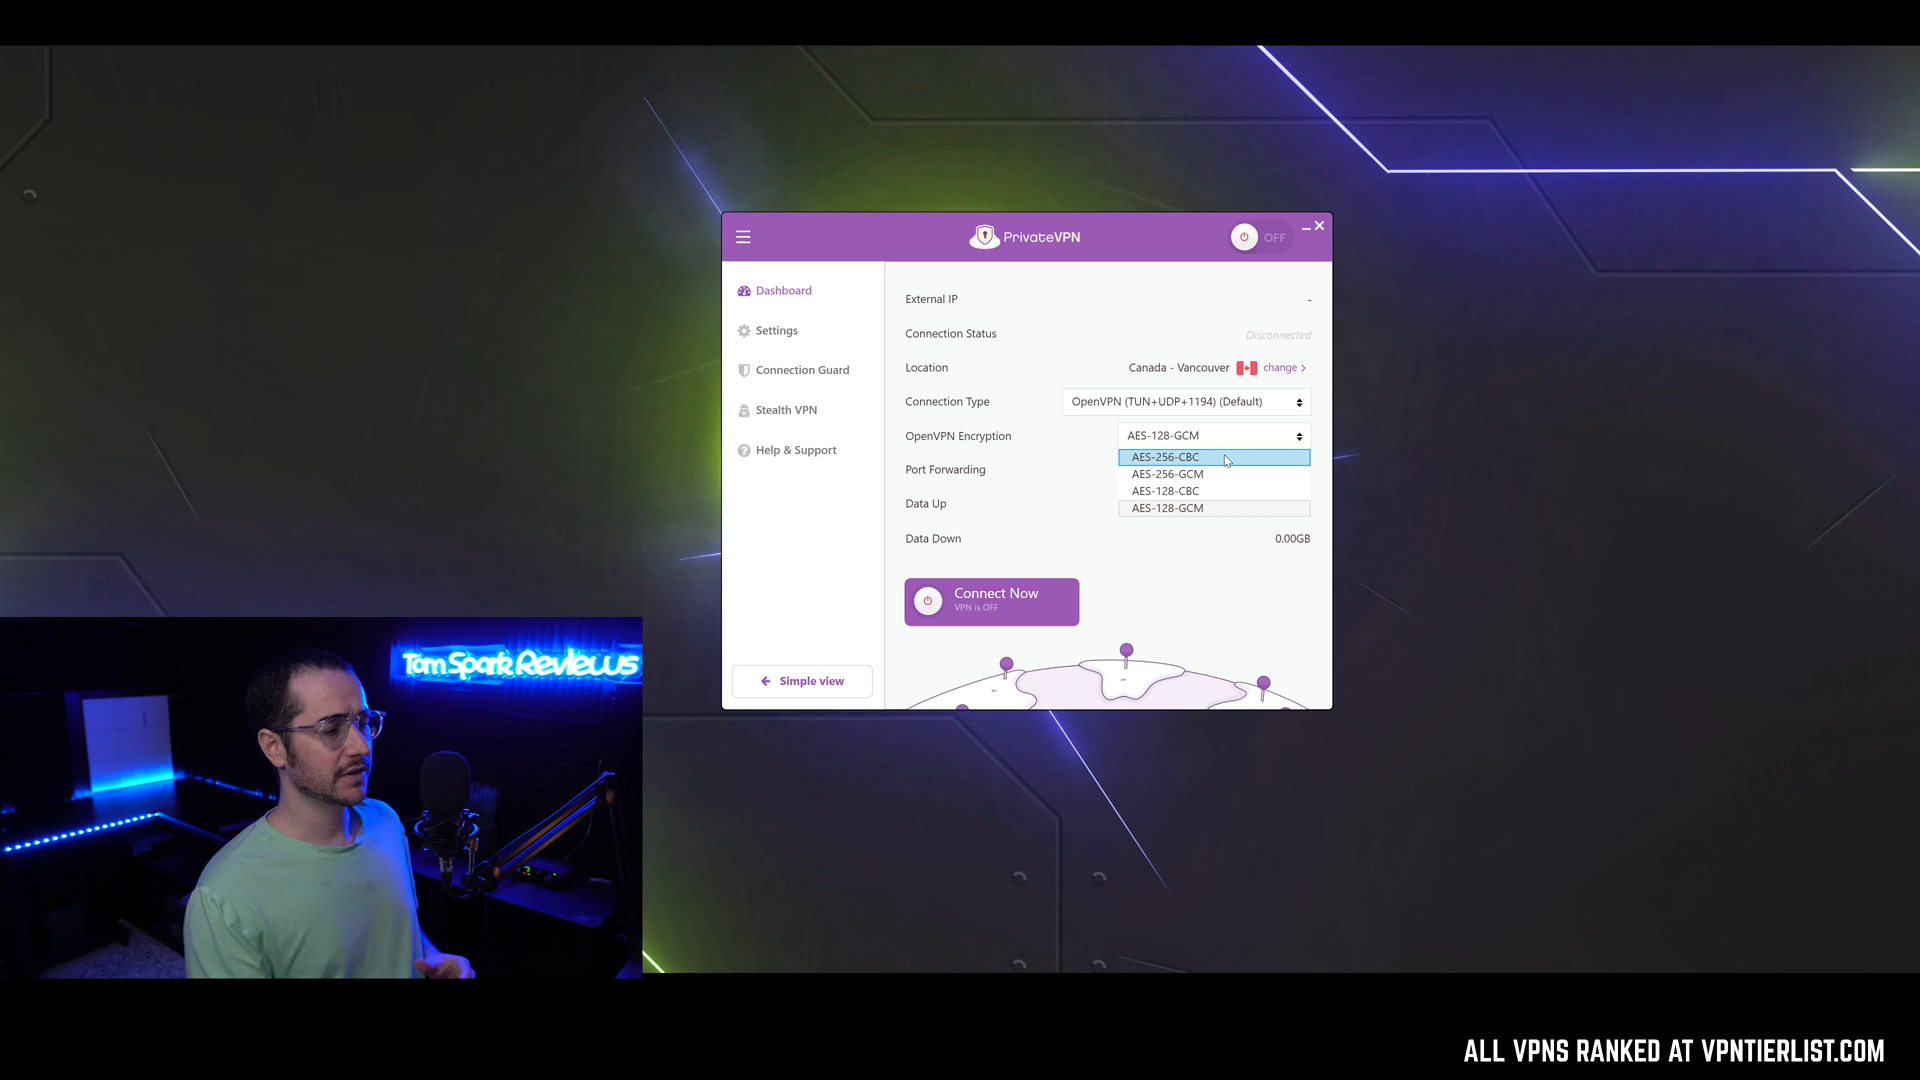 PrivateVPN
OFF
Dashboard
Settings
Connection Guard
Stealth VPN
Help & Support
Simple view
External IP -
Connection Status Disconnected
Location Canada - Vancouver change >
Connection Type OpenVPN (TUN+UDP+1194) (Default)
OpenVPN Encryption AES-128-GCM
AES-256-CBC
Port Forwarding
AES-256-GCM
AES-128-CBC
Data Up
AES-128-GCM
Data Down 0.00GB
Connect Now
VPN is OFF
Tom Spark Reviews
ALL VPNS RANKED AT VPNTIERLIST.COM